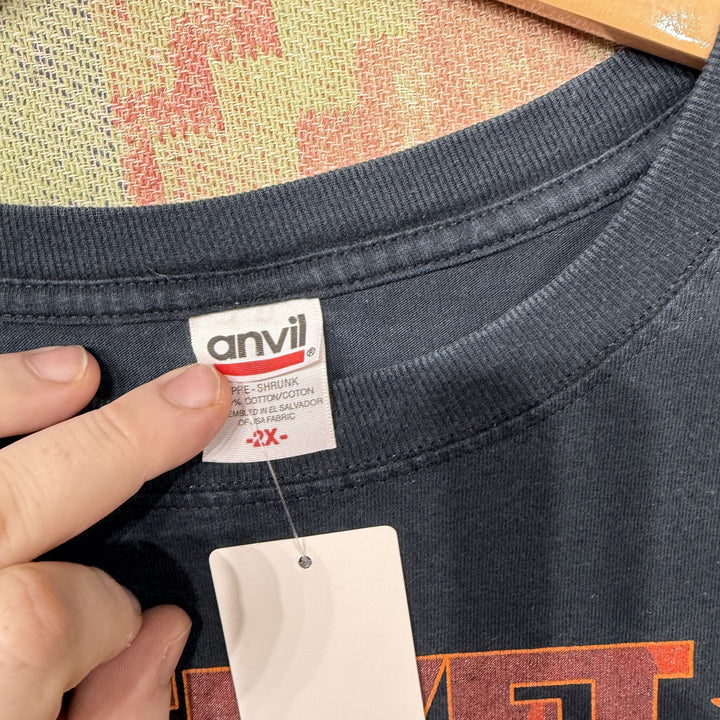 anvil®
PRE-SHRUNK
% COTTON/COTON
EMBLED IN EL SALVADOR
OF USA FABRIC
-2X-